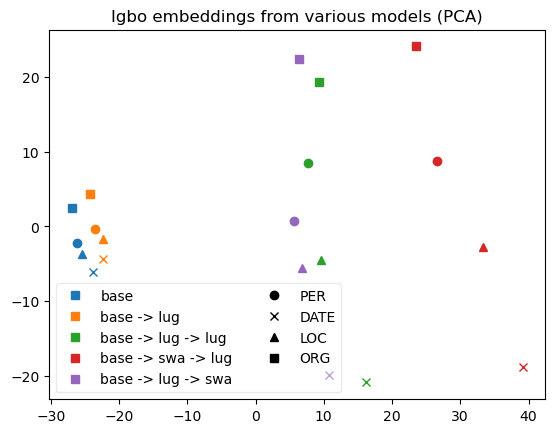 Igbo embeddings from various models (PCA)
20
10
0
−10
−20
base
base -> lug
base -> lug -> lug
base -> swa -> lug
base -> lug -> swa
PER
DATE
LOC
ORG
−30 −20 −10 0 10 20 30 40